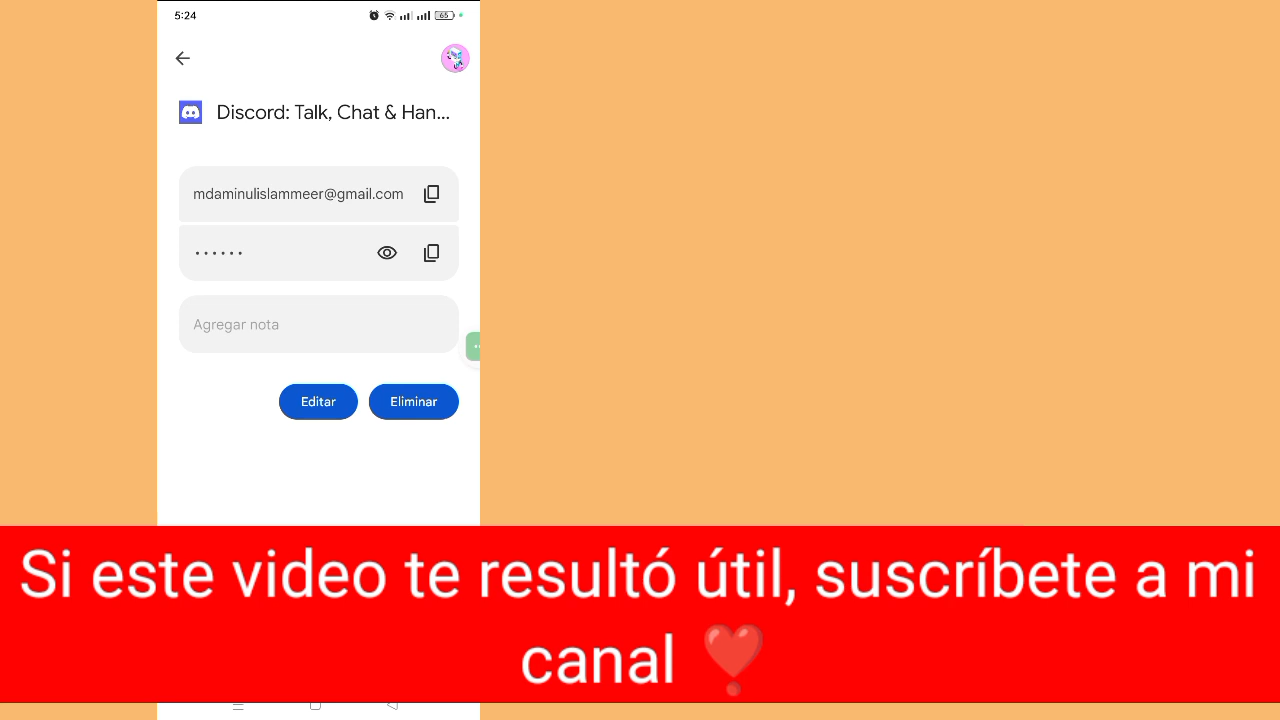 5:24
65
Discord: Talk, Chat & Han...
mdaminulislammeer@gmail.com
••••••
Agregar nota
Editar
Eliminar
Si este video te resultó útil, suscríbete a mi
canal ❣️